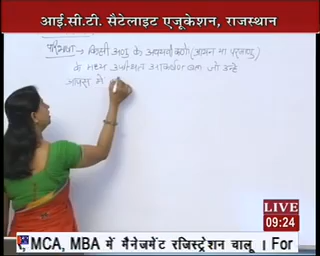 आई.सी.टी. सैटेलाइट एजूकेशन, राजस्थान
परिभाषा → किसी अणु के अवयवी कणों (आयन या परमाणु)
के मध्य उपस्थित आकर्षण बल जो उन्हे
आपस मे
LIVE
09:24
, MCA, MBA में मैनेजमेंट रजिस्ट्रेशन चालू । For